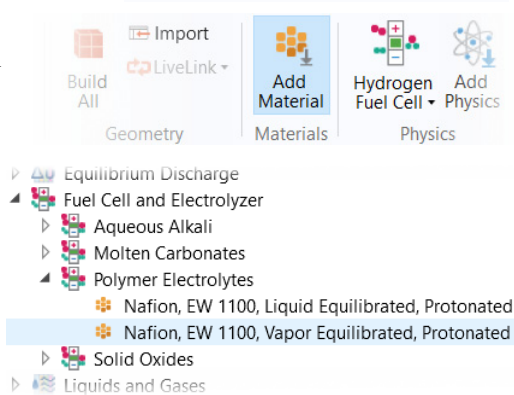 Import
LiveLink
Build All
Add Material
Hydrogen Fuel Cell
Add Physics
Geometry
Materials
Physics
Equilibrium Discharge
Fuel Cell and Electrolyzer
Aqueous Alkali
Molten Carbonates
Polymer Electrolytes
Nafion, EW 1100, Liquid Equilibrated, Protonated
Nafion, EW 1100, Vapor Equilibrated, Protonated
Solid Oxides
Liquids and Gases